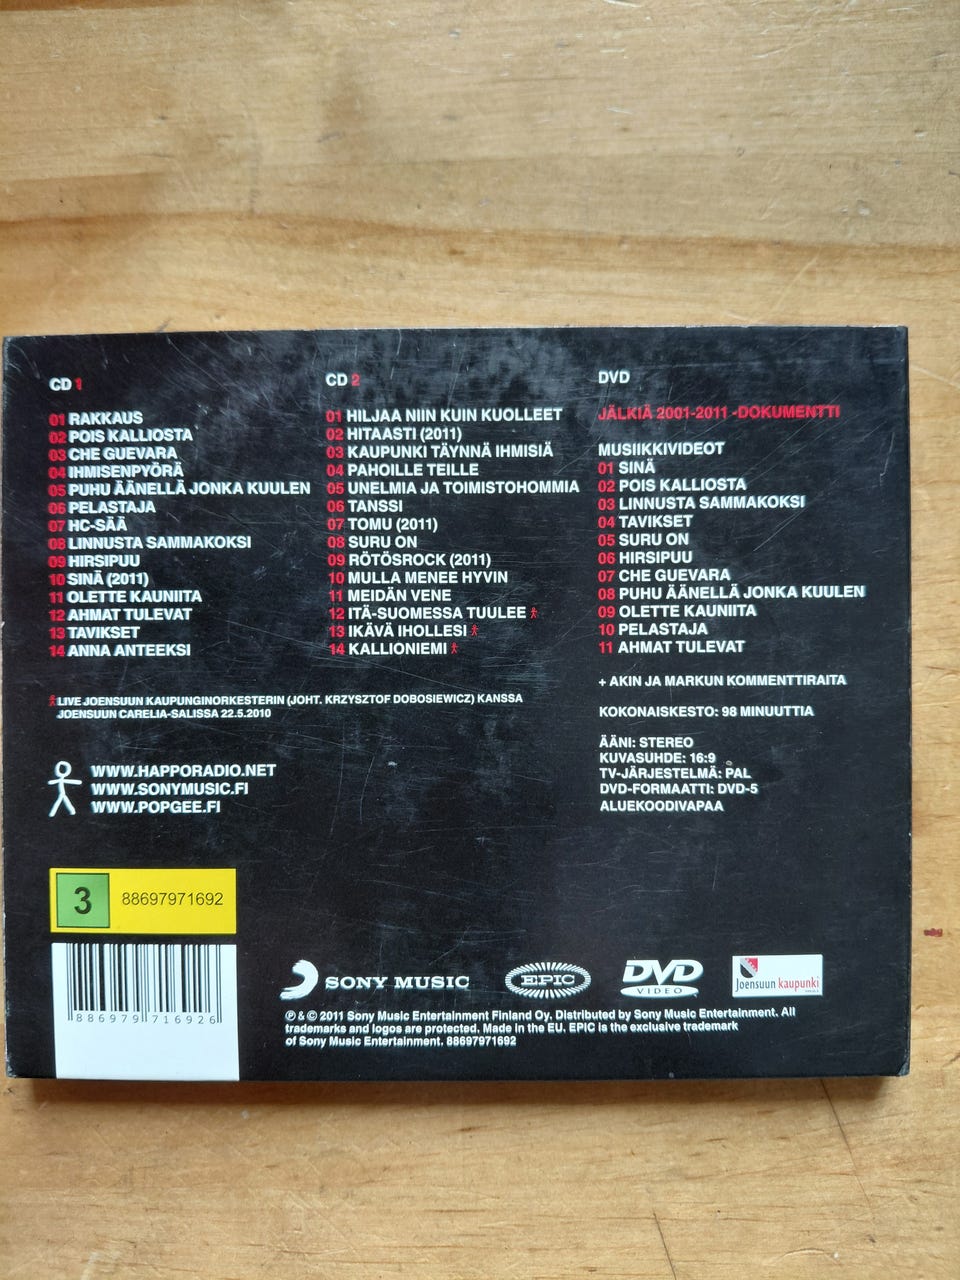 CD 1
01 RAKKAUS
02 POIS KALLIOSTA
03 CHE GUEVARA
04 IHMISENPYÖRÄ
05 PUHU ÄÄNELLÄ JONKA KUULEN
06 PELASTAJA
07 HC-SÄÄ
08 LINNUSTA SAMMAKOKSI
09 HIRSIPUU
10 SINÄ (2011)
11 OLETTE KAUNIITA
12 AHMAT TULEVAT
13 TAVIKSET
14 ANNA ANTEEKSI
CD 2
01 HILJAA NIIN KUIN KUOLLEET
02 HITAASTI (2011)
03 KAUPUNKI TÄYNNÄ IHMISIÄ
04 PAHOILLE TEILLE
05 UNELMIA JA TOIMISTOHOMMIA
06 TANSSI
07 TOMU (2011)
08 SURU ON
09 RÖTÖSROCK (2011)
10 MULLA MENEE HYVIN
11 MEIDÄN VENE
12 ITÄ-SUOMESSA TUULEE
13 IKÄVÄ IHOLLESI
14 KALLIONIEMI
DVD
JÄLKIÄ 2001-2011 -DOKUMENTTI
MUSIIKKIVIDEOT
01 SINÄ
02 POIS KALLIOSTA
03 LINNUSTA SAMMAKOKSI
04 TAVIKSET
05 SURU ON
06 HIRSIPUU
07 CHE GUEVARA
08 PUHU ÄÄNELLÄ JONKA KUULEN
09 OLETTE KAUNIITA
10 PELASTAJA
11 AHMAT TULEVAT
+ AKIN JA MARKUN KOMMENTTIRAITA
KOKONAISKESTO: 98 MINUUTTIA
ÄÄNI: STEREO
KUVASUHDE: 16:9
TV-JÄRJESTELMÄ: PAL
DVD-FORMAATTI: DVD-5
ALUEKOODIVAPAA
LIVE JOENSUUN KAUPUNGINORKESTERIN (JOHT. KRZYSZTOF DOBOSIEWICZ) KANSSA
JOENSUUN CARELIA-SALISSA 22.5.2010
WWW.HAPPORADIO.NET
WWW.SONYMUSIC.FI
WWW.POPGEE.FI
3 88697971692
8 86979 71692 6
SONY MUSIC
EPIC
DVD
VIDEO
Joensuun kaupunki
℗ & © 2011 Sony Music Entertainment Finland Oy. Distributed by Sony Music Entertainment. All
trademarks and logos are protected. Made in the EU. EPIC is the exclusive trademark
of Sony Music Entertainment. 88697971692